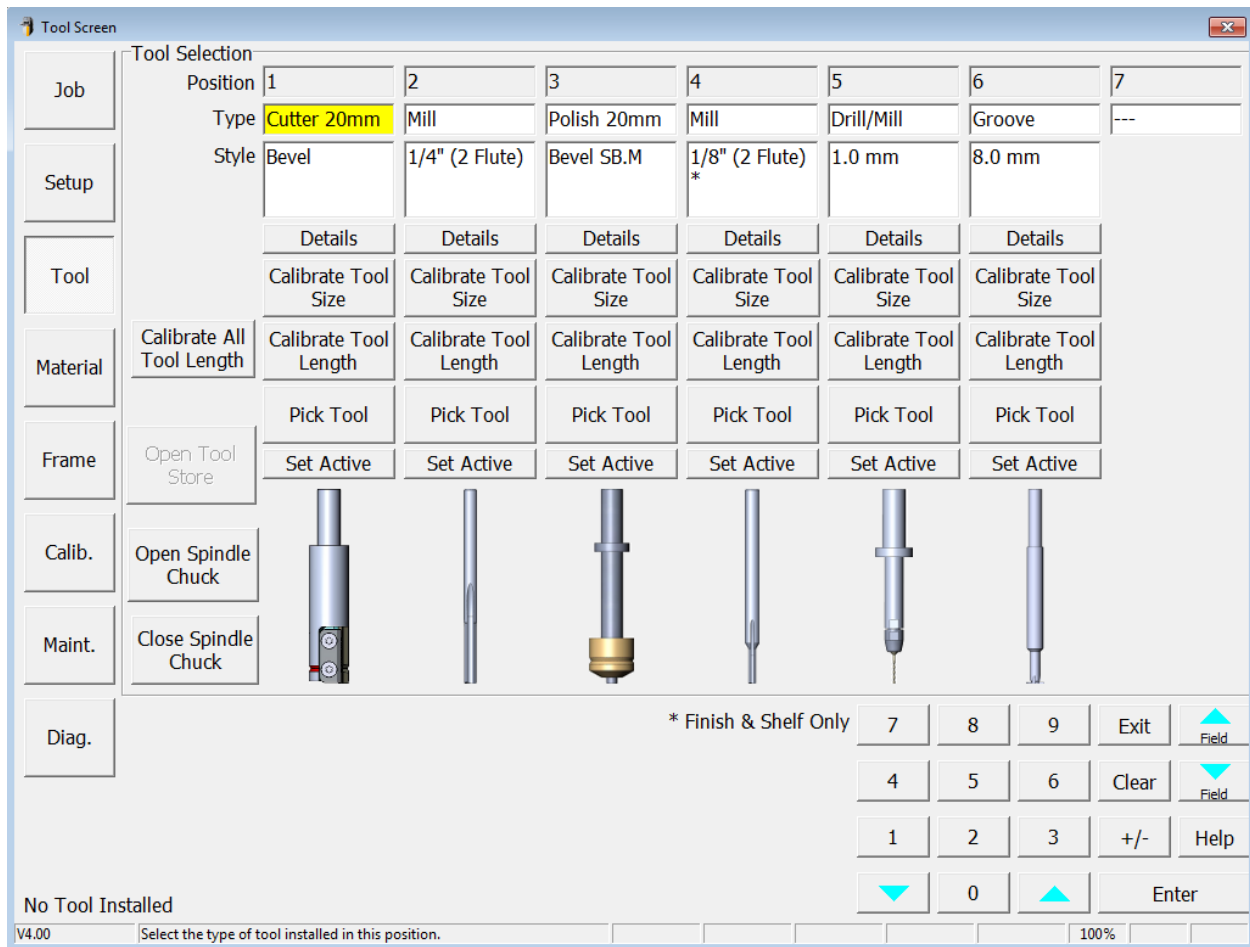 Tool Screen
Tool Selection
Job
Position 1 2 3 4 5 6 7
Type Cutter 20mm Mill Polish 20mm Mill Drill/Mill Groove ---
Style Bevel 1/4" (2 Flute) Bevel SB.M 1/8" (2 Flute) 1.0 mm 8.0 mm
*
Setup
Details Details Details Details Details Details
Tool
Calibrate Tool Calibrate Tool Calibrate Tool Calibrate Tool Calibrate Tool Calibrate Tool
Size Size Size Size Size Size
Calibrate All
Tool Length
Calibrate Tool Calibrate Tool Calibrate Tool Calibrate Tool Calibrate Tool Calibrate Tool
Length Length Length Length Length Length
Material
Pick Tool Pick Tool Pick Tool Pick Tool Pick Tool Pick Tool
Frame
Open Tool
Store
Set Active Set Active Set Active Set Active Set Active Set Active
Calib.
Open Spindle
Chuck
Maint.
Close Spindle
Chuck
Diag.
* Finish & Shelf Only
7 8 9 Exit Field
4 5 6 Clear Field
1 2 3 +/- Help
0 Enter
No Tool Installed
V4.00 Select the type of tool installed in this position. 100%